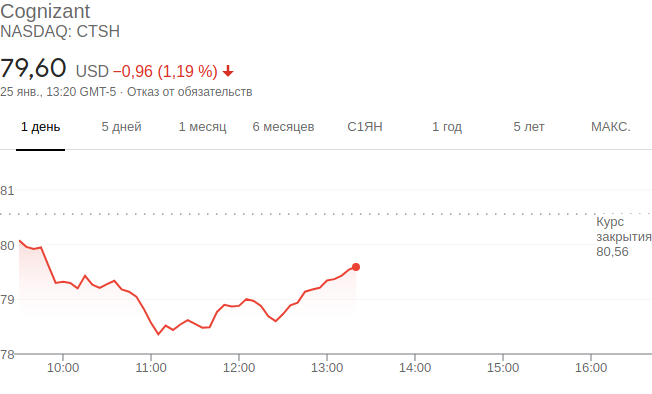 Cognizant
NASDAQ: CTSH
79,60 USD −0,96 (1,19 %)
25 янв., 13:20 GMT-5 · Отказ от обязательств
1 день 5 дней 1 месяц 6 месяцев С1ЯН 1 год 5 лет МАКС.
81
Курс
закрытия
80,56
80
79
78
10:00 11:00 12:00 13:00 14:00 15:00 16:00